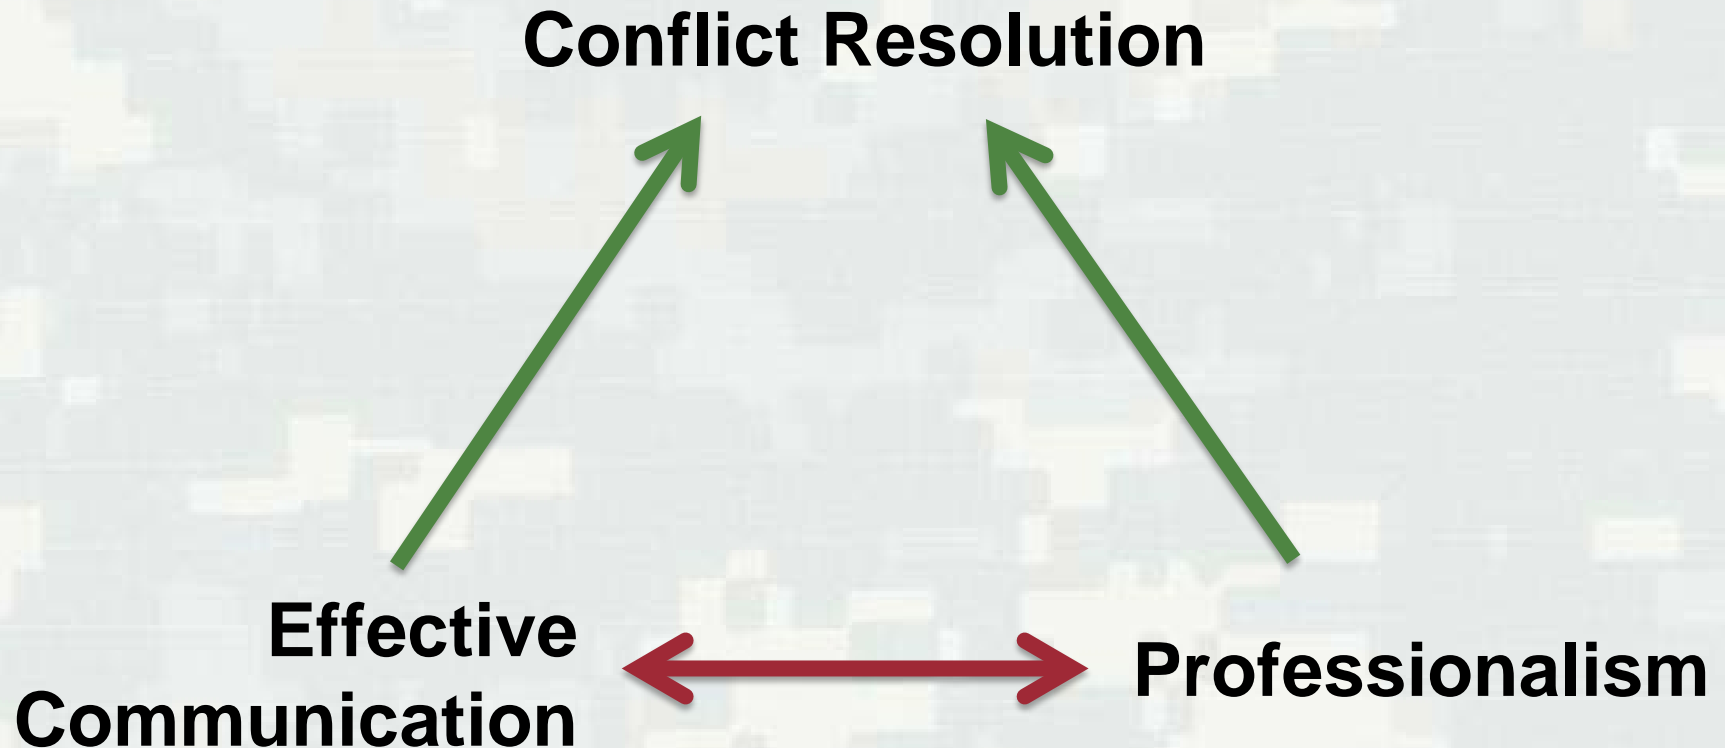 Conflict Resolution
Effective
Communication
Professionalism